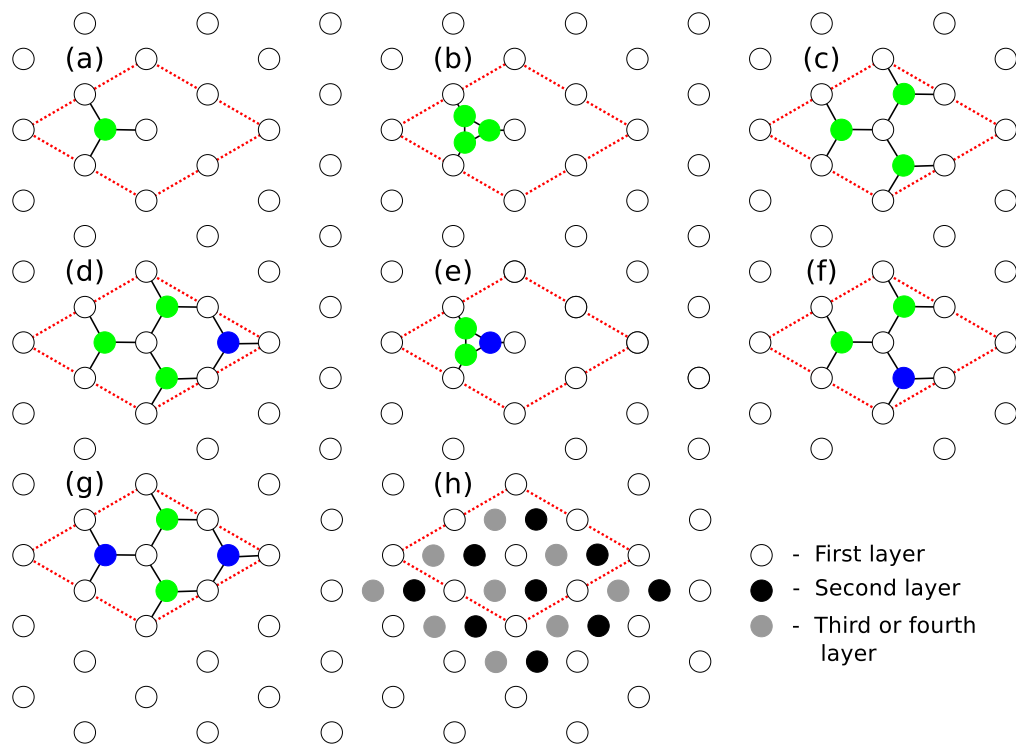 (a)
(b)
(c)
(d)
(e)
(f)
(g)
(h)
- First layer
- Second layer
- Third or fourth
layer